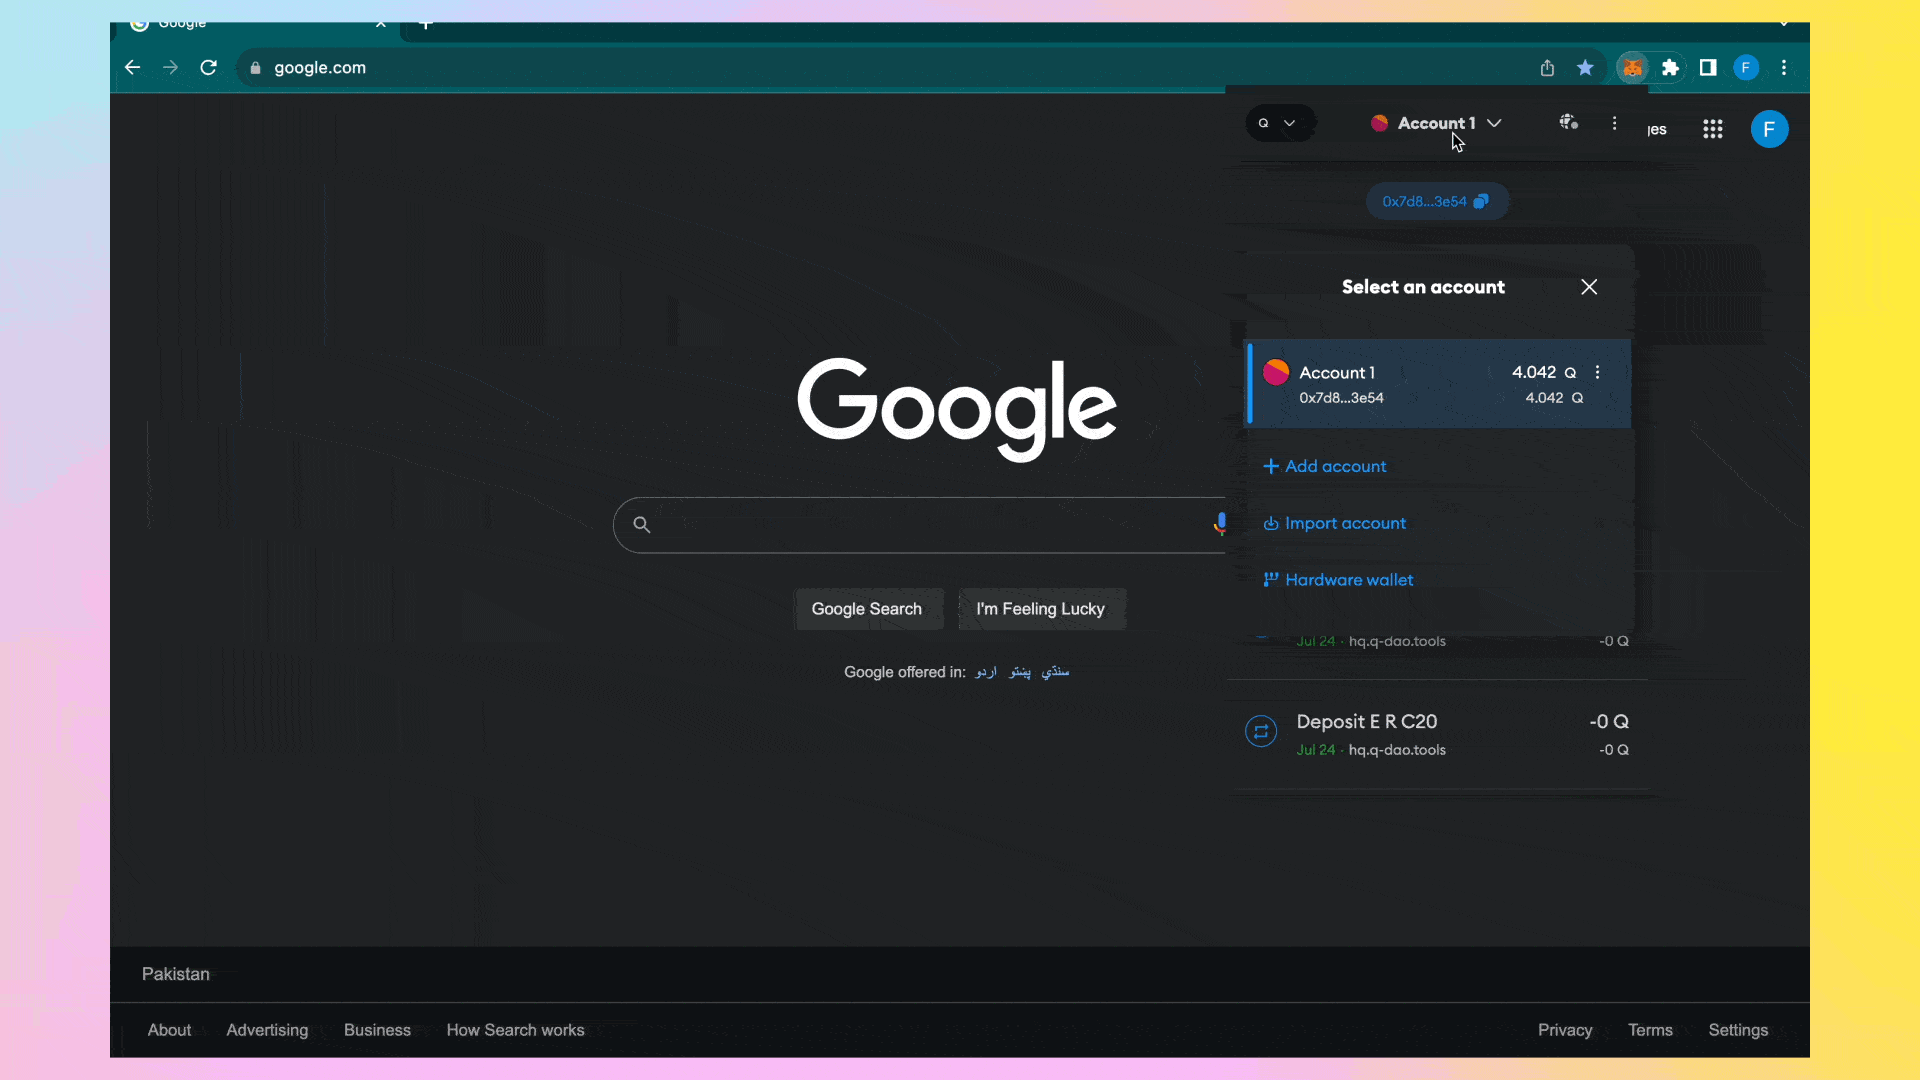 Google
google.com
F
Q
Account 1
ges
F
0x7d8...3e54
Select an account
Account 1
4.042 Q
0x7d8...3e54
4.042 Q
Add account
Import account
Hardware wallet
Jul 24 · hq.q-dao.tools
-0 Q
Deposit E R C20
-0 Q
Jul 24 · hq.q-dao.tools
-0 Q
Google
Google Search
I'm Feeling Lucky
Google offered in: اردو پښتو سنڌي
Pakistan
About
Advertising
Business
How Search works
Privacy
Terms
Settings